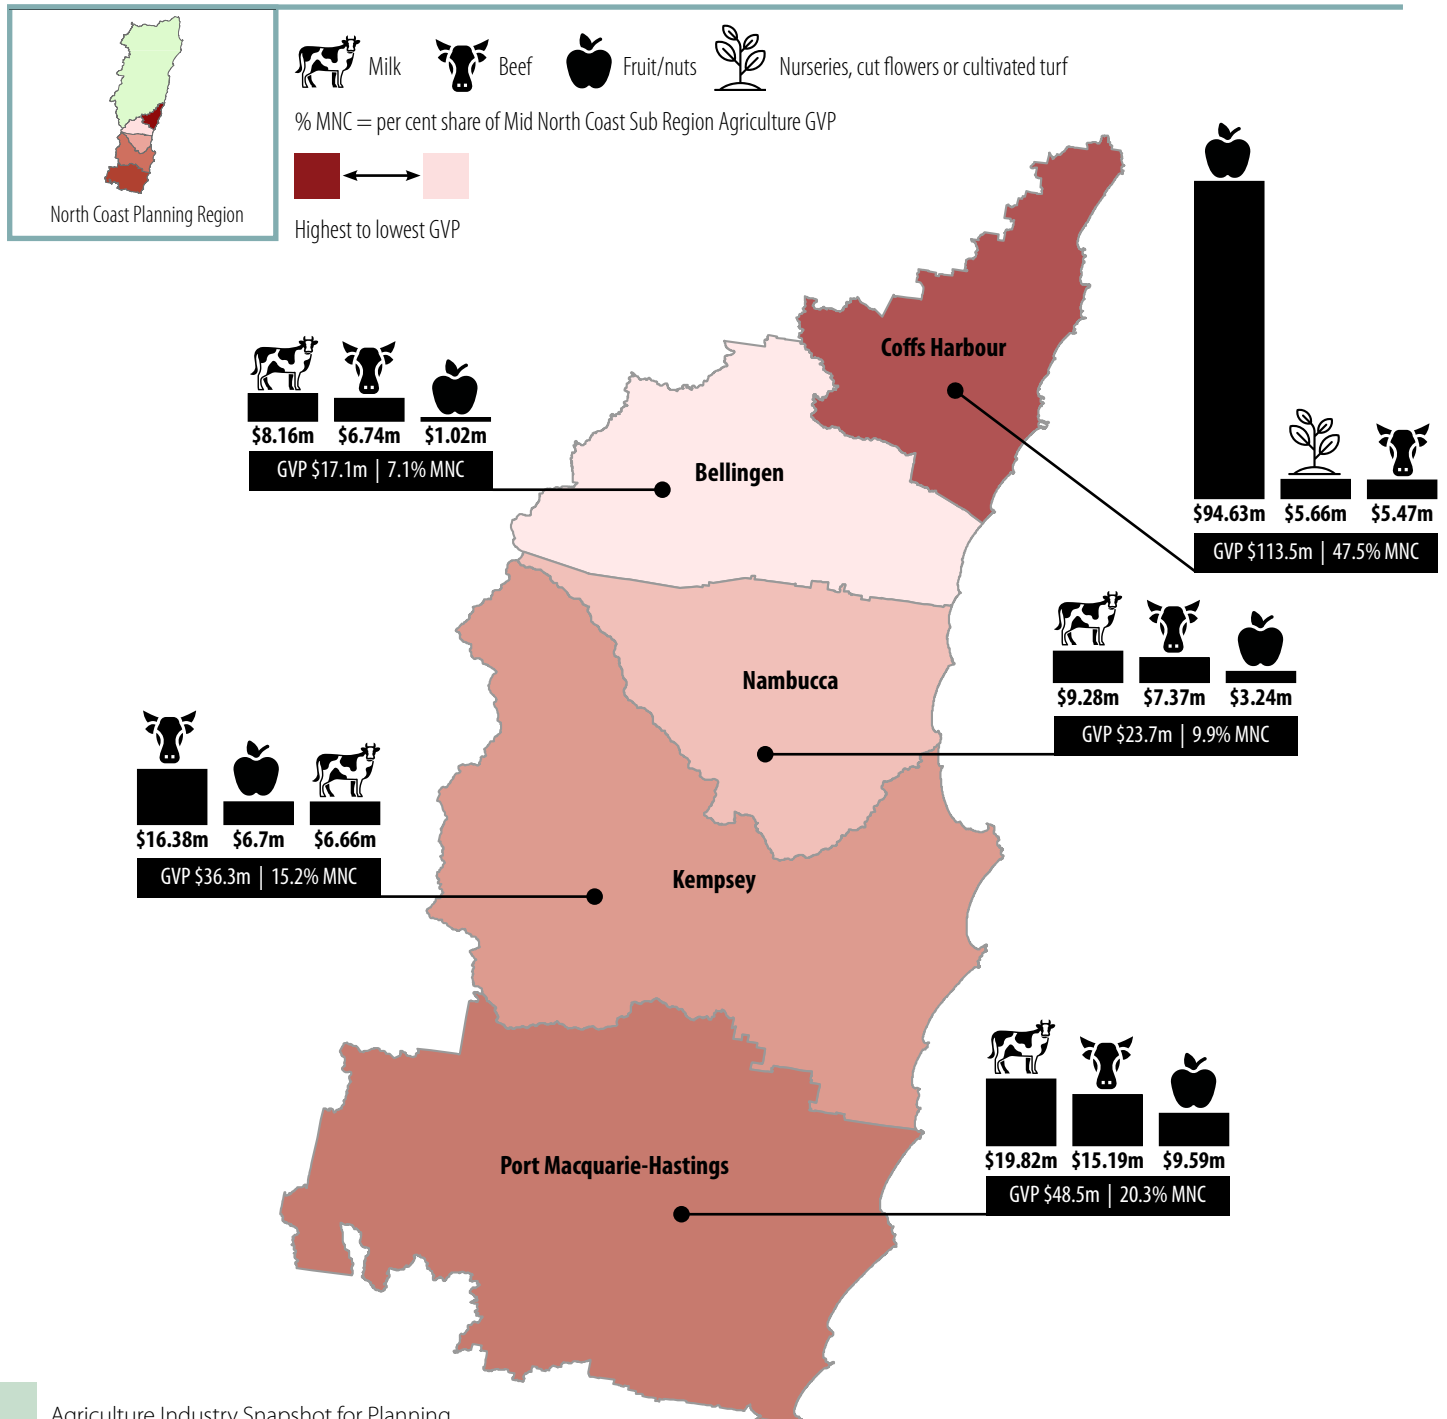 North Coast Planning Region
Milk
Beef
Fruit/nuts
Nurseries, cut flowers or cultivated turf
% MNC = per cent share of Mid North Coast Sub Region Agriculture GVP
Highest to lowest GVP
Coffs Harbour
$94.63m $5.66m $5.47m
GVP $113.5m | 47.5% MNC
$8.16m $6.74m $1.02m
GVP $17.1m | 7.1% MNC
Bellingen
Nambucca
$9.28m $7.37m $3.24m
GVP $23.7m | 9.9% MNC
$16.38m $6.7m $6.66m
GVP $36.3m | 15.2% MNC
Kempsey
Port Macquarie-Hastings
$19.82m $15.19m $9.59m
GVP $48.5m | 20.3% MNC
Agriculture Industry Snapshot for Planning